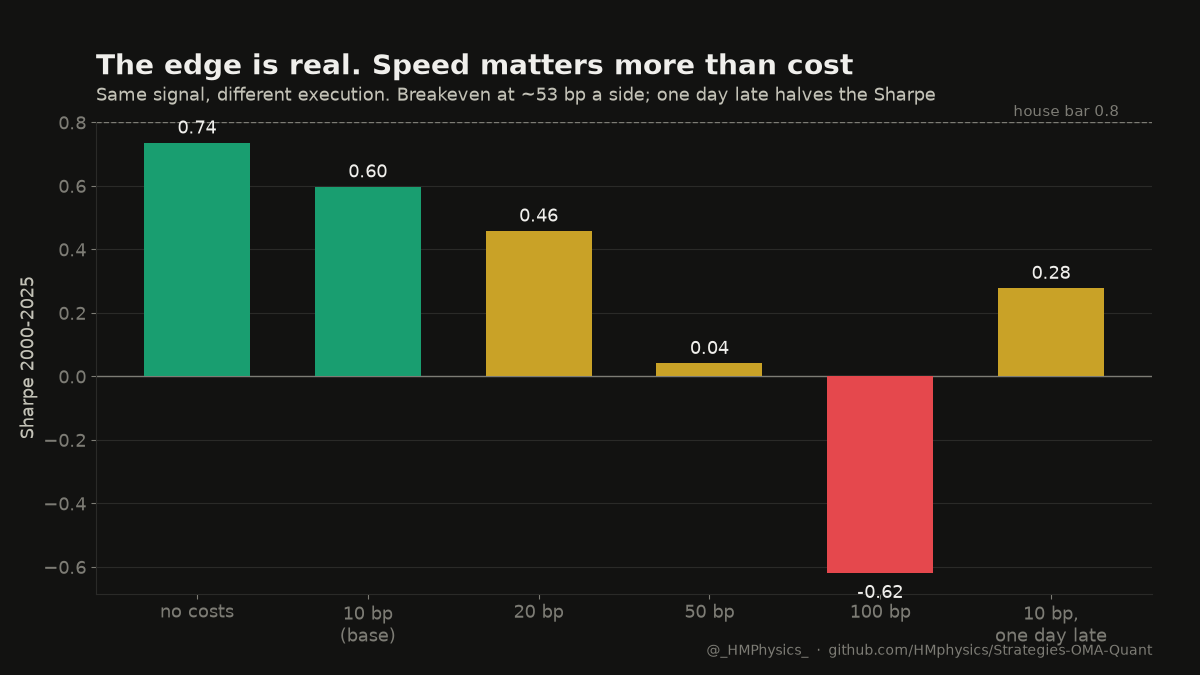 The edge is real. Speed matters more than cost
Same signal, different execution. Breakeven at ~53 bp a side; one day late halves the Sharpe
house bar 0.8
Sharpe 2000-2025
0.8
0.6
0.4
0.2
0.0
−0.2
−0.4
−0.6
0.74
0.60
0.46
0.04
-0.62
0.28
no costs
10 bp
(base)
20 bp
50 bp
100 bp
10 bp,
one day late
@_HMPhysics_ · github.com/HMphysics/Strategies-OMA-Quant